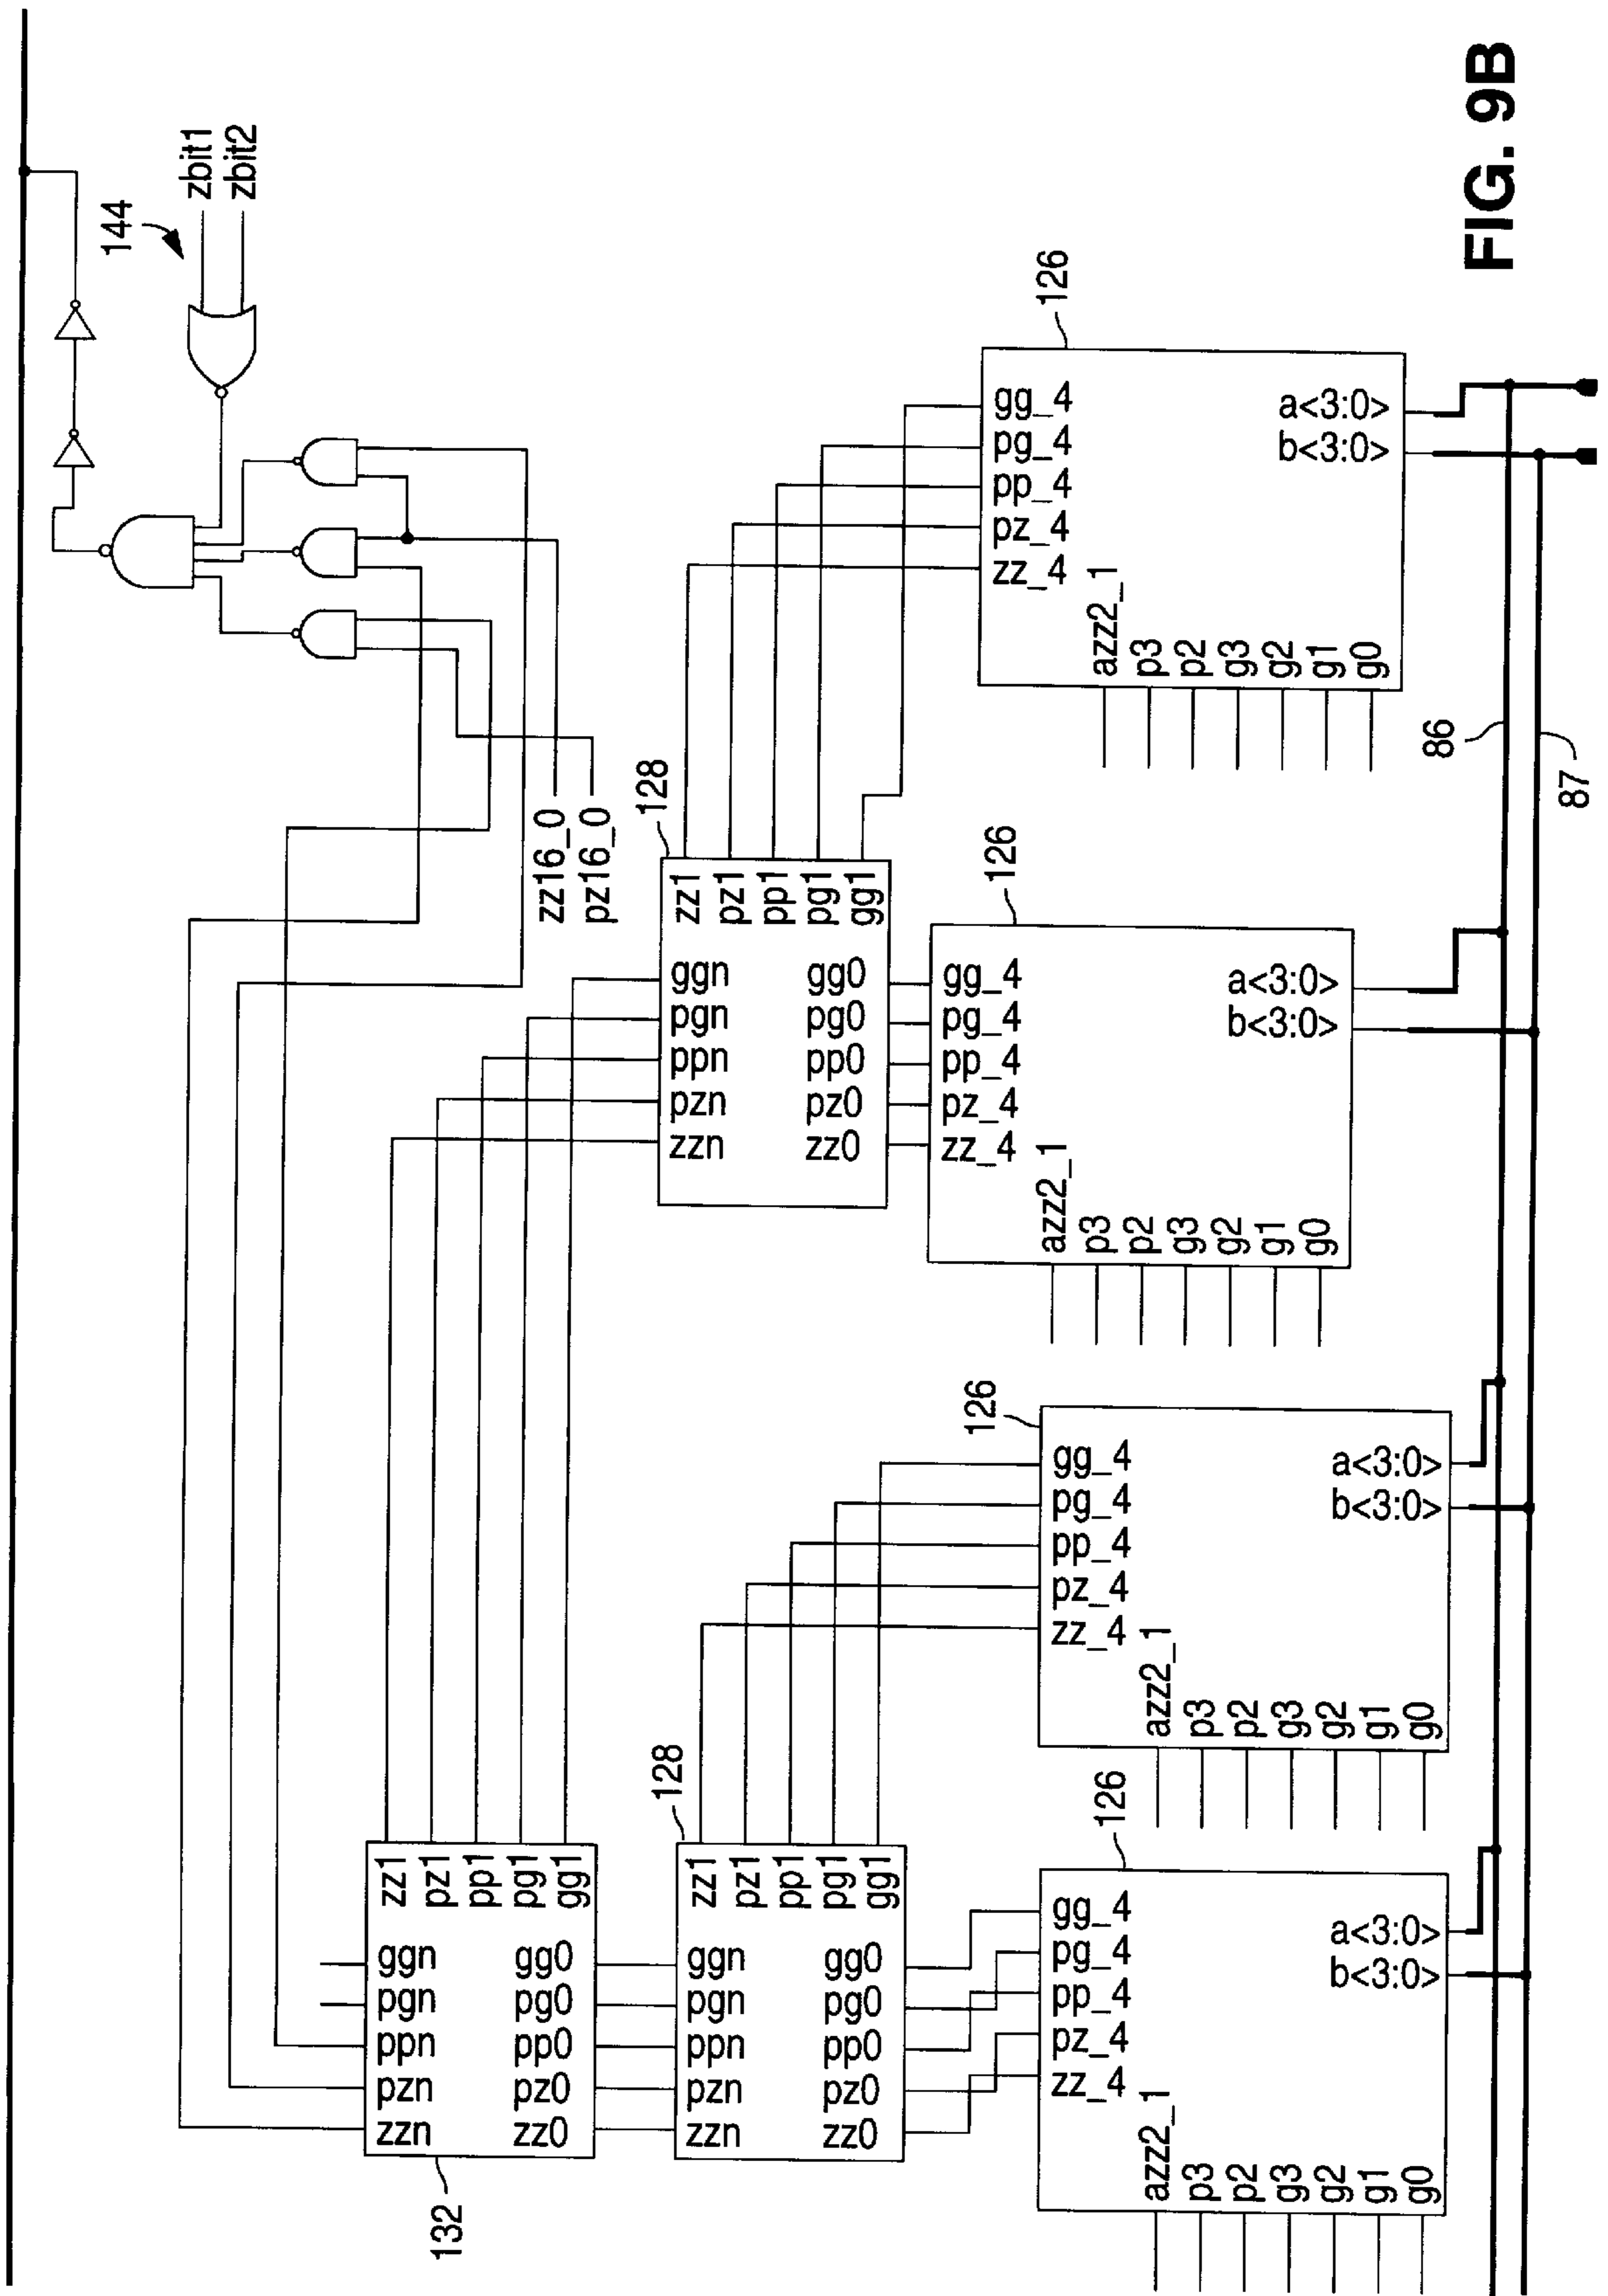 FIG. 9B
144
zbit1
zbit2
zz16_0
pz16_0
132
zz1
pz1
pp1
pg1
gg1
ggn
pgn
ppn
pzn
zzn
gg0
pg0
pp0
pz0
zz0
128
zz1
pz1
pp1
pg1
gg1
ggn
pgn
ppn
pzn
zzn
gg0
pg0
pp0
pz0
zz0
128
zz1
pz1
pp1
pg1
gg1
ggn
pgn
ppn
pzn
zzn
gg0
pg0
pp0
pz0
zz0
126
gg_4
pg_4
pp_4
pz_4
zz_4
a<3:0>
b<3:0>
azz2_1
p3
p2
g3
g2
g1
g0
126
gg_4
pg_4
pp_4
pz_4
zz_4
a<3:0>
b<3:0>
azz2_1
p3
p2
g3
g2
g1
g0
126
gg_4
pg_4
pp_4
pz_4
zz_4
a<3:0>
b<3:0>
azz2_1
p3
p2
g3
g2
g1
g0
126
gg_4
pg_4
pp_4
pz_4
zz_4
a<3:0>
b<3:0>
azz2_1
p3
p2
g3
g2
g1
g0
86
87